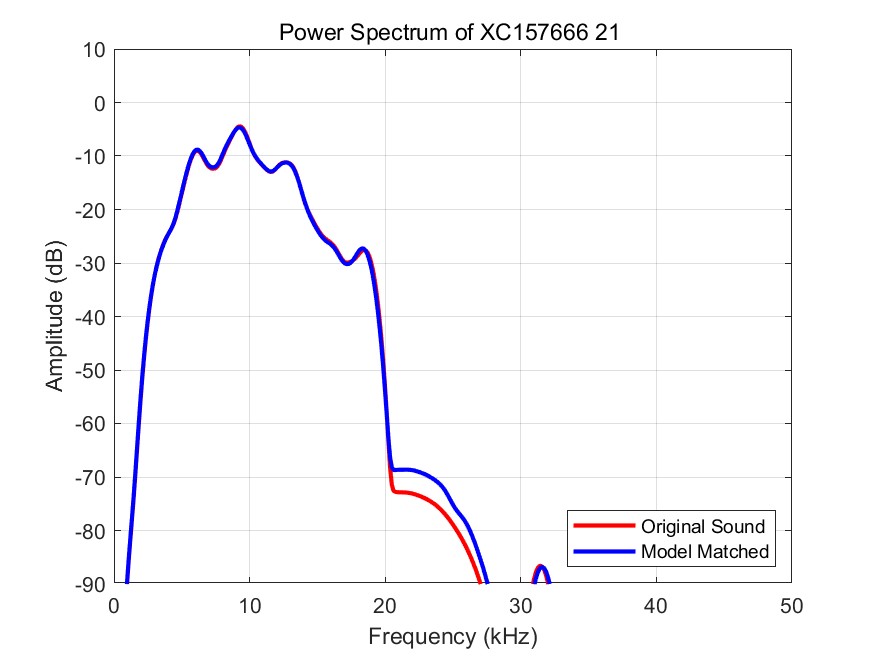 Power Spectrum of XC157666 21
10
0
-10
-20
-30
-40
-50
-60
-70
-80
-90
Amplitude (dB)
Original Sound
Model Matched
0 10 20 30 40 50
Frequency (kHz)